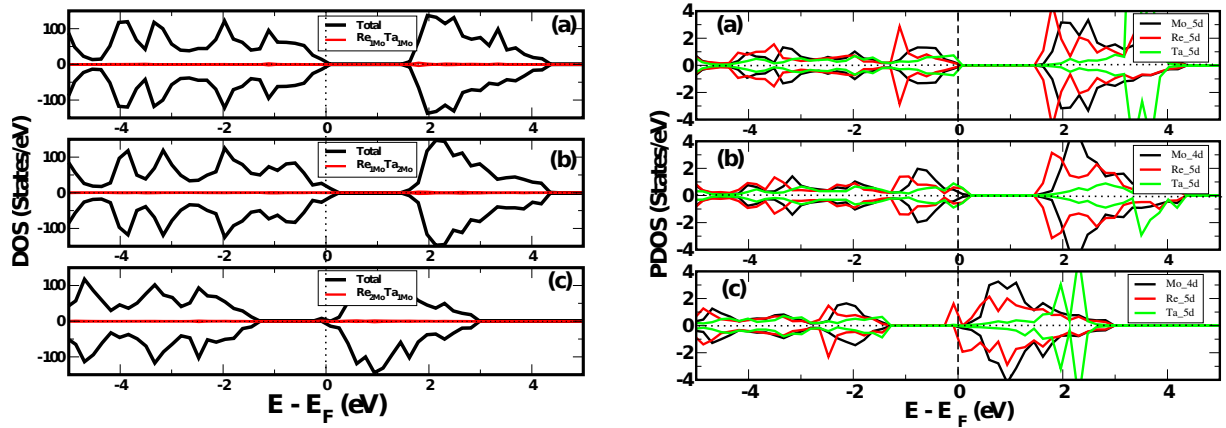 DOS (States/eV)
100
0
-100
Total
Re1MoTa1Mo
(a)
-4 -2 0 2 4
100
0
-100
Total
Re1MoTa2Mo
(b)
-4 -2 0 2 4
100
0
-100
Total
Re2MoTa1Mo
(c)
-4 -2 0 2 4
E - EF (eV)
PDOS (States/eV)
4
2
0
-2
-4
(a)
Mo_5d
Re_5d
Ta_5d
-4 -2 0 2 4
4
2
0
-2
-4
(b)
Mo_4d
Re_5d
Ta_5d
-4 -2 0 2 4
4
2
0
-2
-4
(c)
Mo_4d
Re_5d
Ta_5d
-4 -2 0 2 4
E - EF (eV)